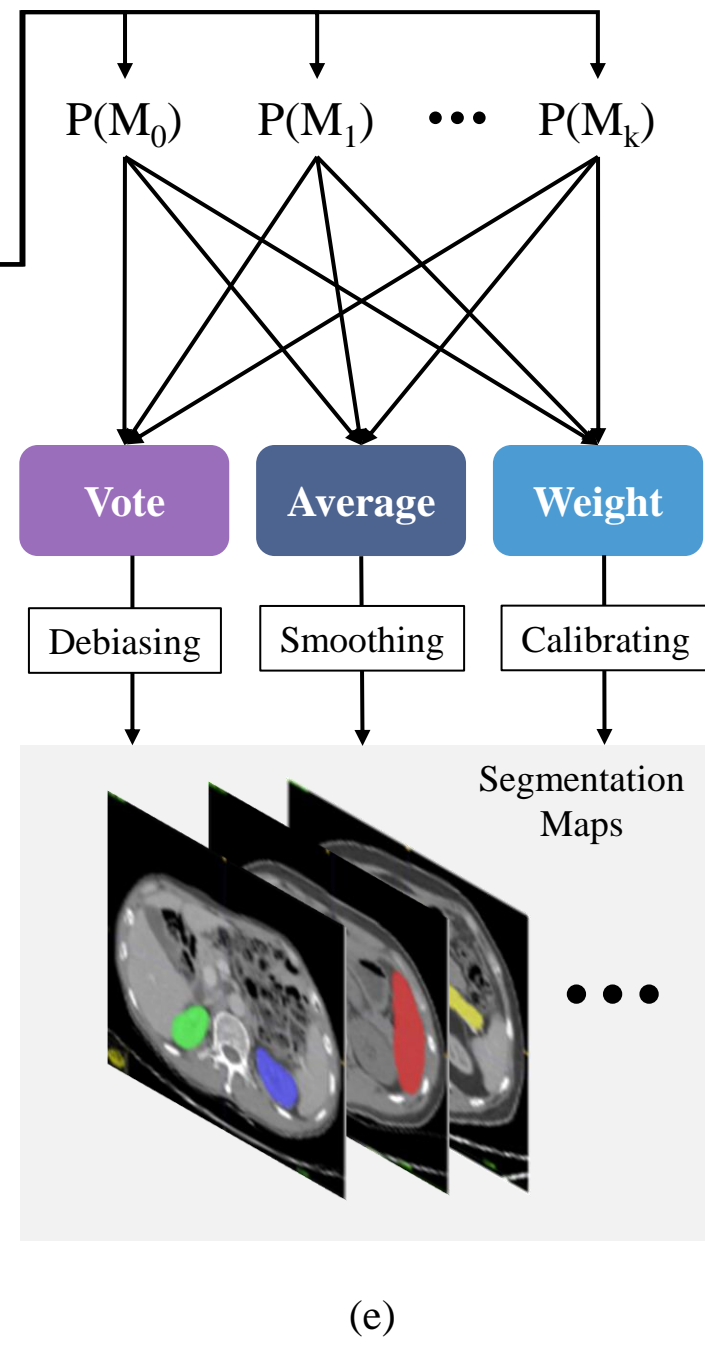 P(M₀) P(M₁) ••• P(Mₖ)
Vote Average Weight
Debiasing Smoothing Calibrating
Segmentation
Maps
•••
(e)